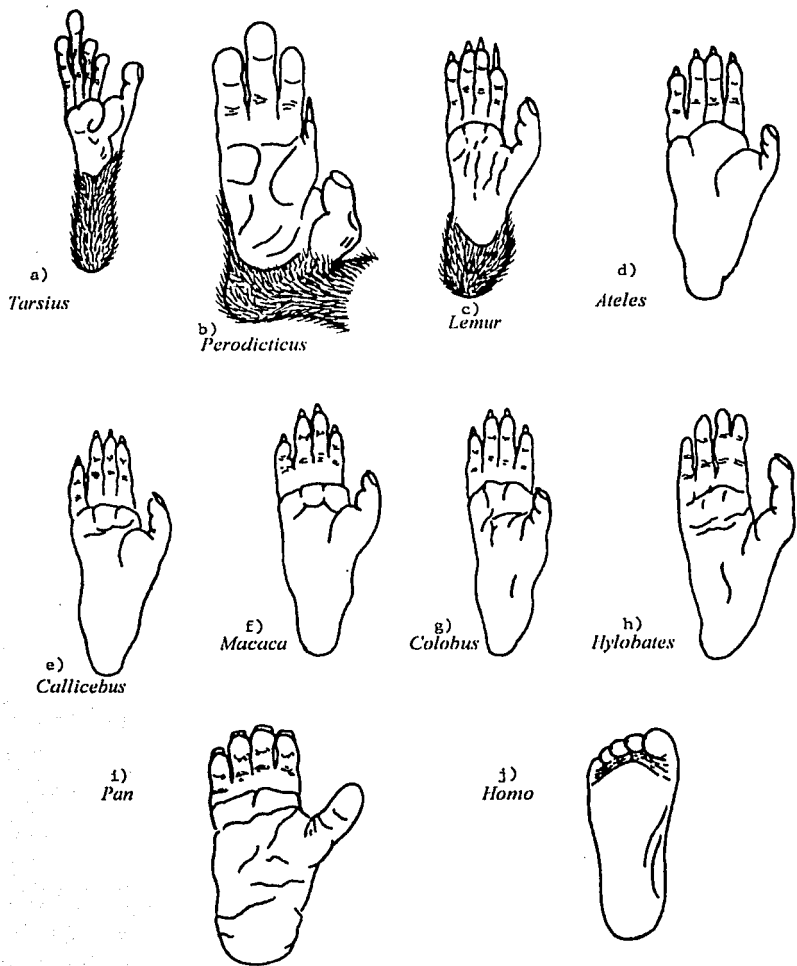 a)
Tarsius
b)
Perodicticus
c)
Lemur
d)
Ateles
e)
Callicebus
f)
Macaca
g)
Colobus
h)
Hylobates
i)
Pan
j)
Homo